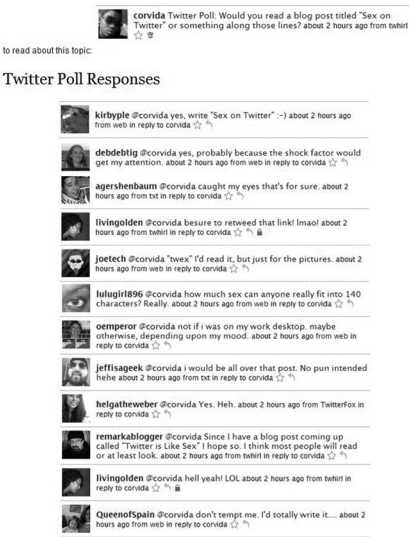 corvida Twitter Poll: Would you read a blog post titled "Sex on
Twitter" or something along those lines? about 2 hours ago from twhirl
to read about this topic:
Twitter Poll Responses
kirbyple @corvida yes, write "Sex on Twitter" :-) about 2 hours ago
from web in reply to corvida
debdebtig @corvida yes, probably because the shock factor would
get my attention. about 2 hours ago from web in reply to corvida
agershenbaum @corvida caught my eyes that's for sure. about 2
hours ago from txt in reply to corvida
livingolden @corvida besure to retweed that link! lmao! about 2
hours ago from twhirl in reply to corvida
joetech @corvida "twex" I'd read it, but just for the pictures. about 2
hours ago from web in reply to corvida
lulugirl896 @corvida how much sex can anyone really fit into 140
characters? Really. about 2 hours ago from web in reply to corvida
oemperor @corvida not if i was on my work desktop. maybe
otherwise, depending upon my mood. about 2 hours ago from web in
reply to corvida
jeffisageek @corvida i would be all over that post. No pun intended
hehe about 2 hours ago from txt in reply to corvida
helgatheweber @corvida Yes. Heh. about 2 hours ago from TwitterFox in
reply to corvida
remarkablogger @corvida Since I have a blog post coming up
called "Twitter is Like Sex" I hope so. I think most people will read
or at least look. about 2 hours ago from twhirl in reply to corvida
livingolden @corvida hell yeah! LOL about 2 hours ago from twhirl in
reply to corvida
QueenofSpain @corvida don't tempt me. I'd totally write it.... about 2
hours ago from web in reply to corvida